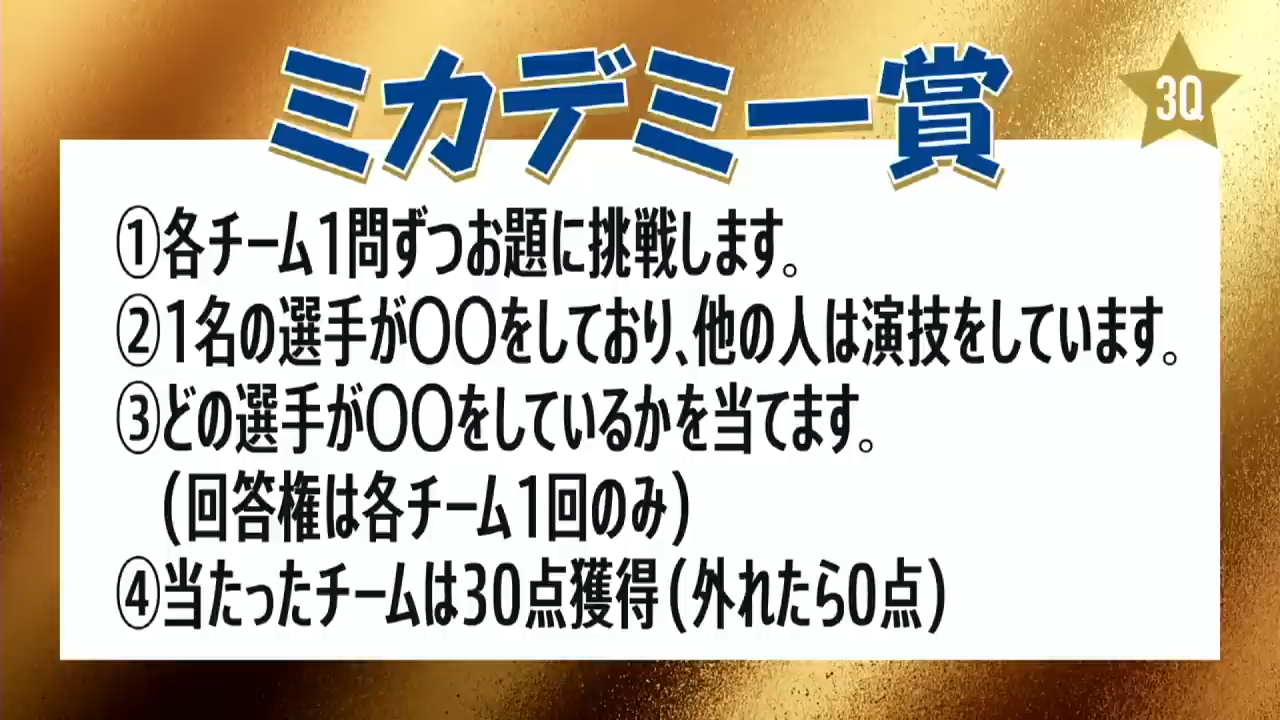 ミカデミー賞
3Q
①各チーム1問ずつお題に挑戦します。
②1名の選手が〇〇をしており、他の人は演技をしています。
③どの選手が〇〇をしているかを当てます。
(回答権は各チーム1回のみ)
④当たったチームは30点獲得(外れたら0点)